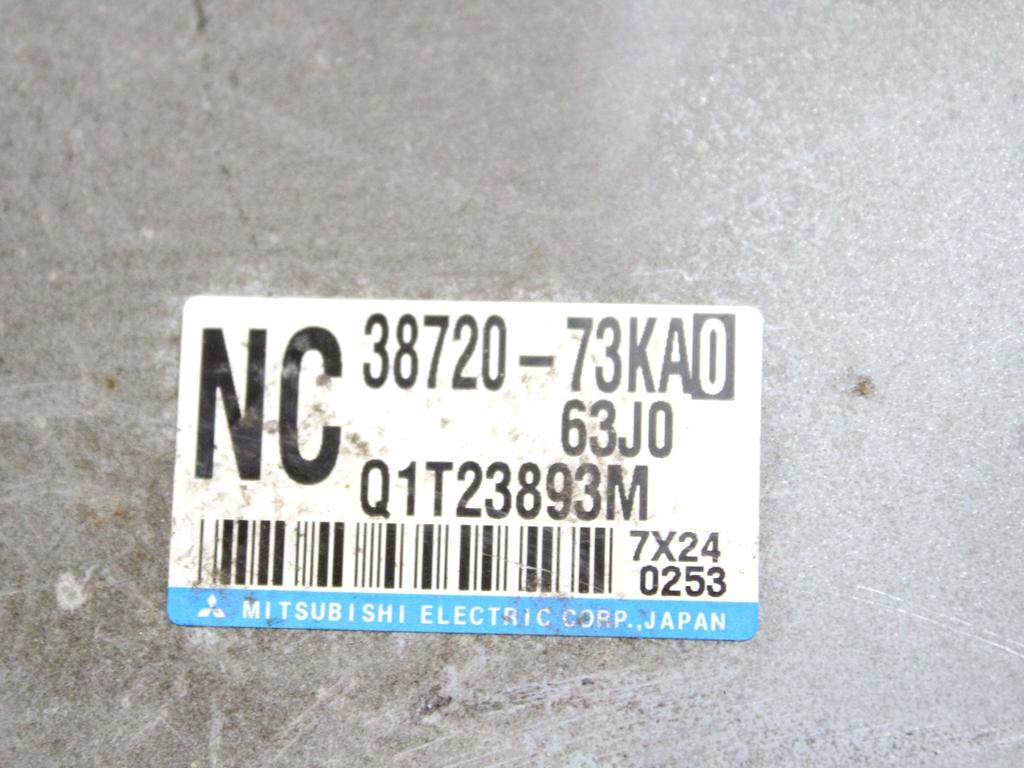 NC 38720-73KA0
63J0
Q1T23893M
7X24
0253
MITSUBISHI ELECTRIC CORP.,JAPAN